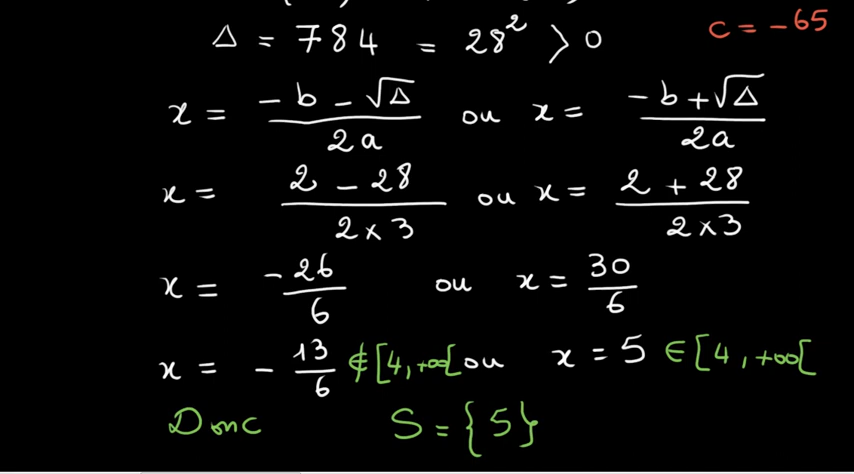 Δ = 784 = 28² > 0
c = -65
x = (-b - √Δ)/(2a) ou x = (-b + √Δ)/(2a)
x = (2 - 28)/(2 × 3) ou x = (2 + 28)/(2 × 3)
x = -26/6 ou x = 30/6
x = -13/6 ∉ [4, +∞[ ou x = 5 ∈ [4, +∞[
Donc S = {5}